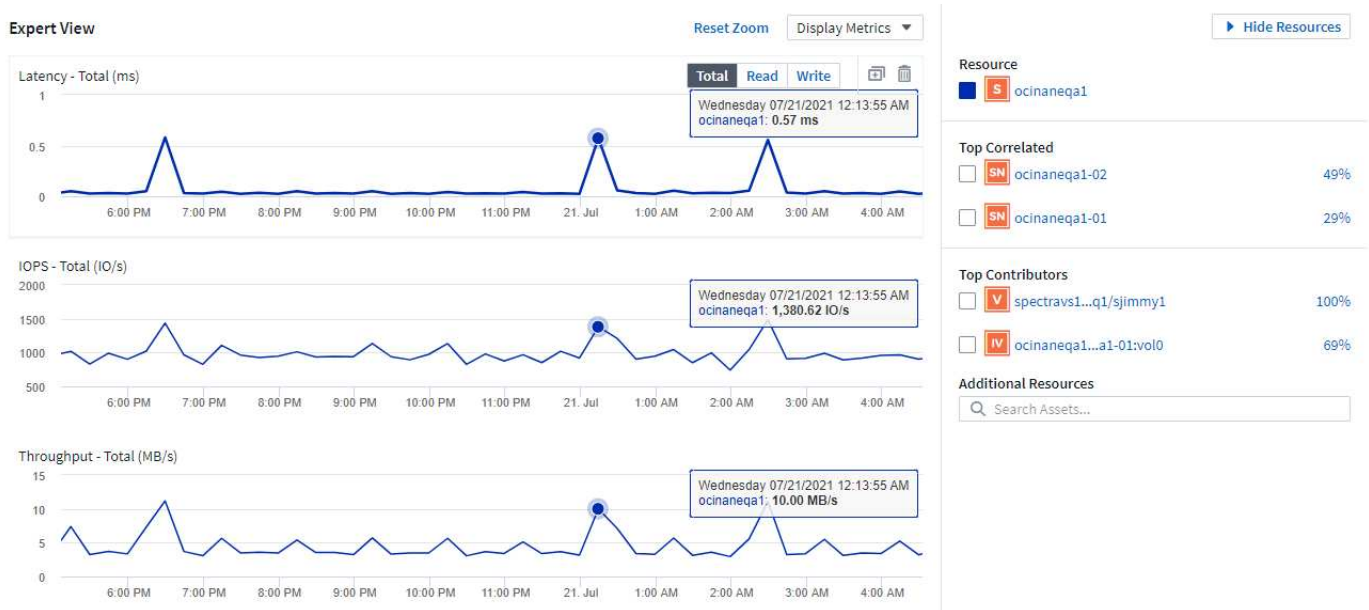 Expert View
Reset Zoom
Display Metrics
Hide Resources
Latency - Total (ms)
Total Read Write
1
0.5
0
Wednesday 07/21/2021 12:13:55 AM
ocinaneqa1: 0.57 ms
6:00 PM 7:00 PM 8:00 PM 9:00 PM 10:00 PM 11:00 PM 21. Jul 1:00 AM 2:00 AM 3:00 AM 4:00 AM
IOPS - Total (IO/s)
2000
1500
1000
500
Wednesday 07/21/2021 12:13:55 AM
ocinaneqa1: 1,380.62 IO/s
6:00 PM 7:00 PM 8:00 PM 9:00 PM 10:00 PM 11:00 PM 21. Jul 1:00 AM 2:00 AM 3:00 AM 4:00 AM
Throughput - Total (MB/s)
15
10
5
0
Wednesday 07/21/2021 12:13:55 AM
ocinaneqa1: 10.00 MB/s
6:00 PM 7:00 PM 8:00 PM 9:00 PM 10:00 PM 11:00 PM 21. Jul 1:00 AM 2:00 AM 3:00 AM 4:00 AM
Resource
S ocinaneqa1
Top Correlated
SN ocinaneqa1-02 49%
SN ocinaneqa1-01 29%
Top Contributors
V spectravs1...q1/sjimmy1 100%
IV ocinaneqa1...a1-01:vol0 69%
Additional Resources
Search Assets...